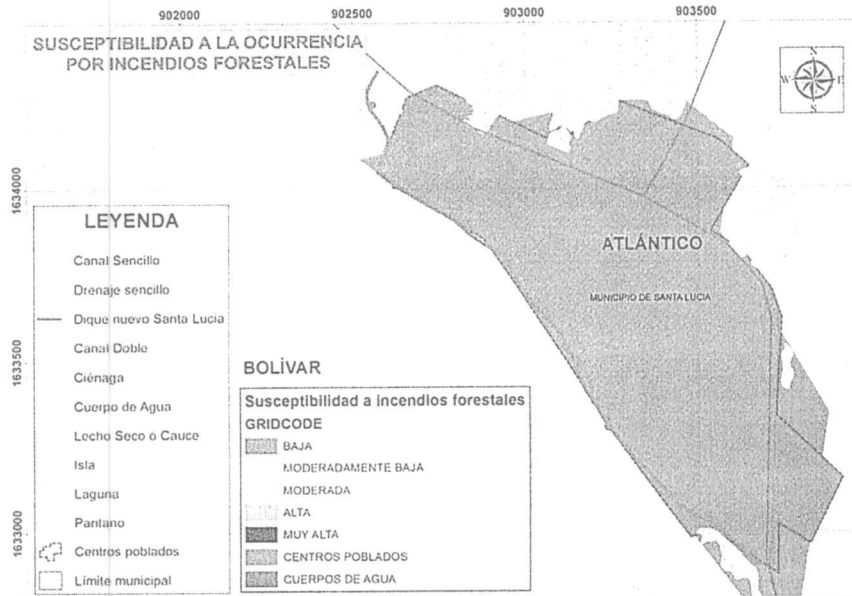 902000 902500 903000 903500
SUSCEPTIBILIDAD A LA OCURRENCIA
POR INCENDIOS FORESTALES
N
W E
S
1634000
1633500
1633000
LEYENDA
Canal Sencillo
Drenaje sencillo
Dique nuevo Santa Lucia
Canal Doble
Ciénaga
Cuerpo de Agua
Lecho Seco o Cauce
Isla
Laguna
Pantano
Centros poblados
Límite municipal
BOLÍVAR
Susceptibilidad a incendios forestales
GRIDCODE
BAJA
MODERADAMENTE BAJA
MODERADA
ALTA
MUY ALTA
CENTROS POBLADOS
CUERPOS DE AGUA
ATLÁNTICO
MUNICIPIO DE SANTA LUCIA